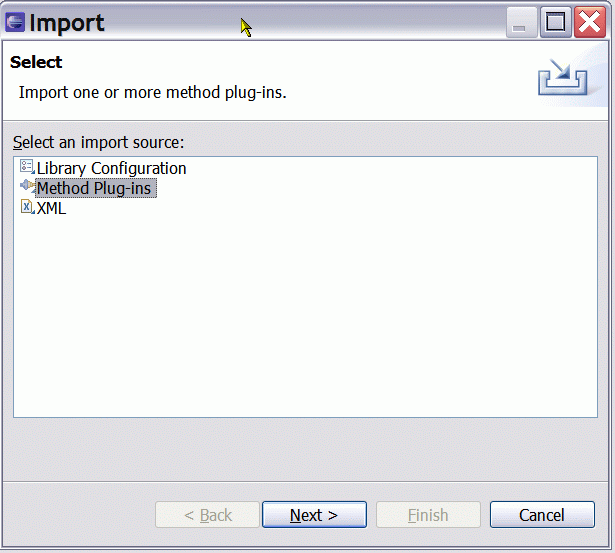 Import
Select
Import one or more method plug-ins.
Select an import source:
Library Configuration
Method Plug-ins
XML
< Back Next > Finish Cancel